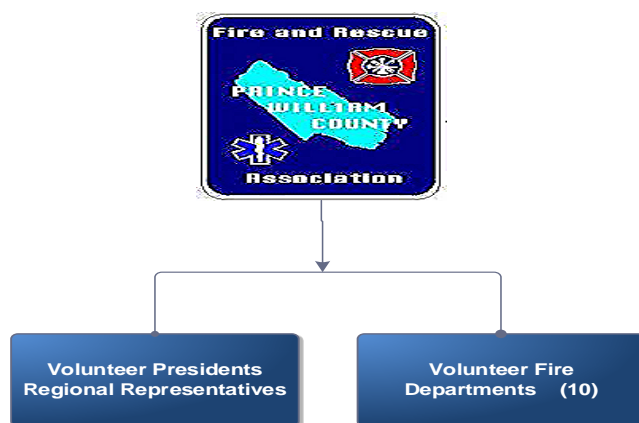 Fire and Rescue
PRINCE
WILLIAM
COUNTY
Association
Volunteer Presidents
Regional Representatives
Volunteer Fire
Departments (10)